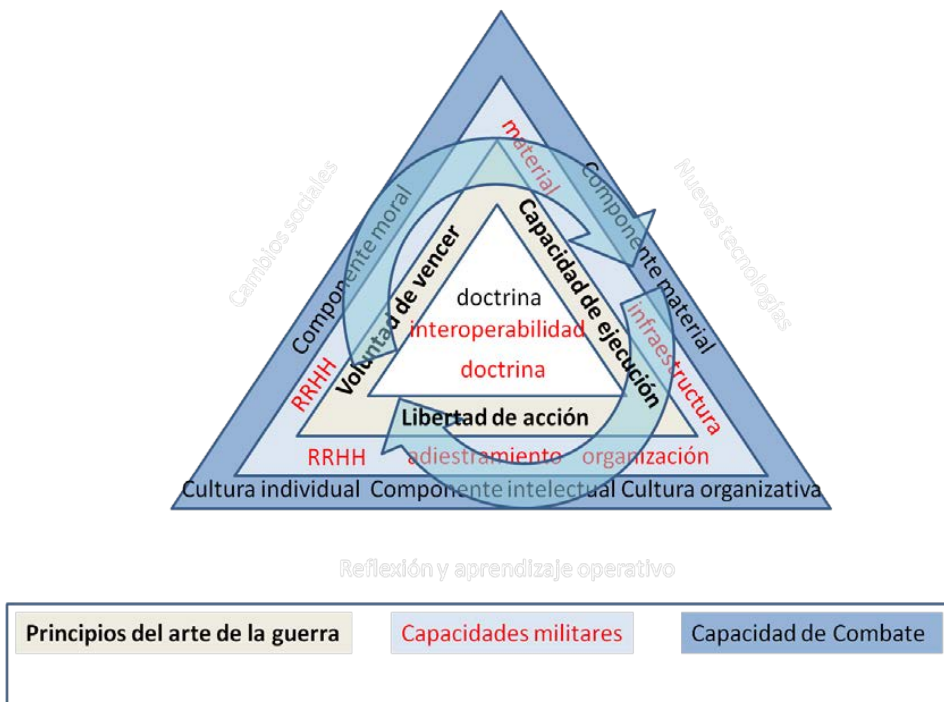 Cambios sociales
Nuevas tecnologías
Componente moral
material
Componente material
Voluntad de vencer
Capacidad de ejecución
doctrina
interoperabilidad
doctrina
RRHH
infraestructura
Libertad de acción
RRHH adiestramiento organización
Cultura individual Componente intelectual Cultura organizativa
Reflexión y aprendizaje operativo
Principios del arte de la guerra
Capacidades militares
Capacidad de Combate